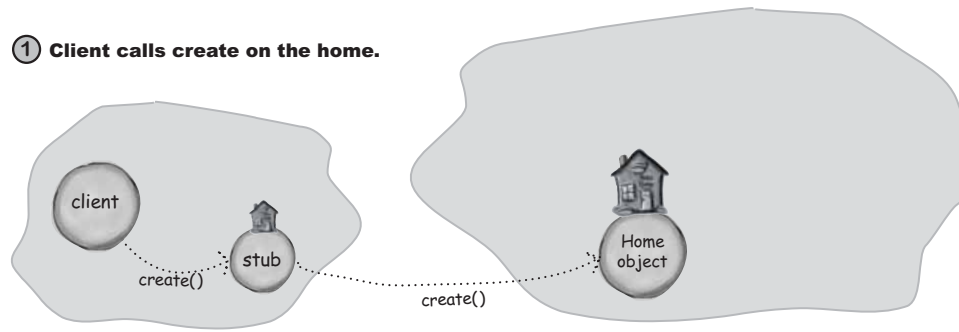 1 Client calls create on the home.
client
stub
create()
create()
Home
object